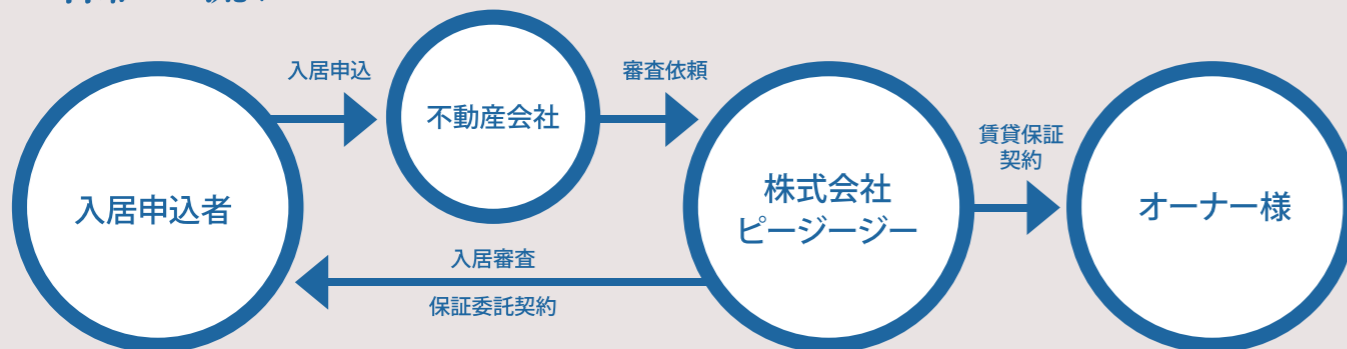 入居申込
審査依頼
不動産会社
賃貸保証
契約
入居申込者
株式会社
ピージージー
オーナー様
入居審査
保証委託契約